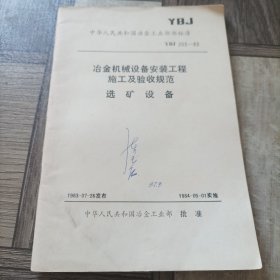 YBJ
中华人民共和国冶金工业部部标准
YBJ
冶金机械设备安装工程
施工及验收规范
选矿设备
87.9
1983-07-26发布
1984-05-01实施
中华人民共和国冶金工业部 批准